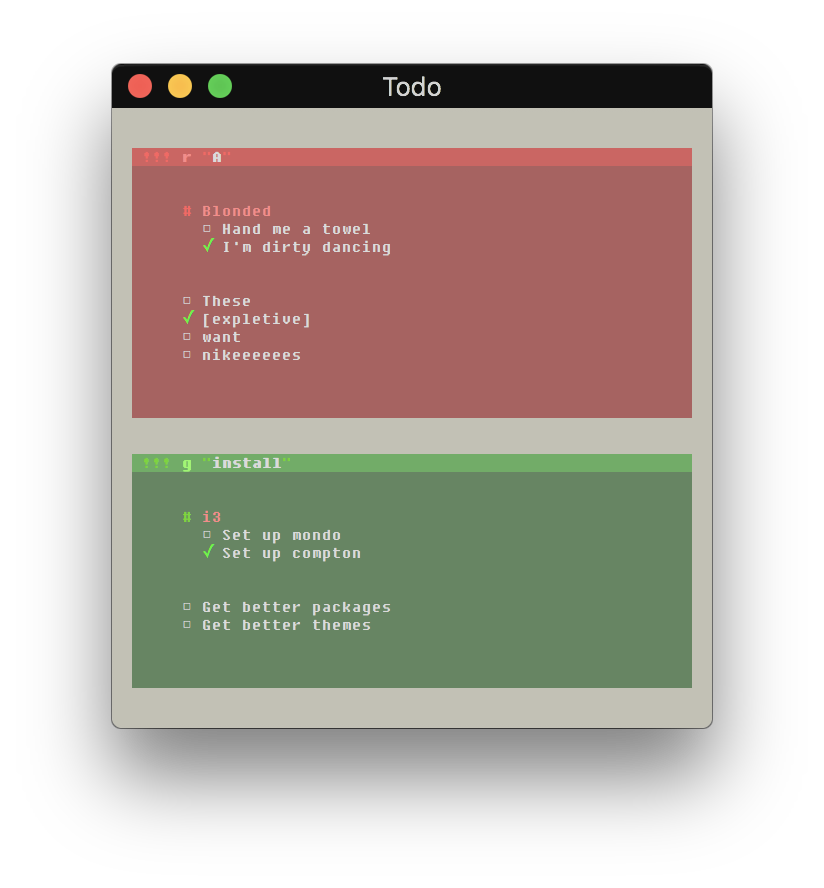 Todo
!!! r "A"
# Blonded
□ Hand me a towel
✓ I'm dirty dancing
□ These
✓ [expletive]
□ want
□ nikeeeeees
!!! g "install"
# i3
□ Set up mondo
✓ Set up compton
□ Get better packages
□ Get better themes